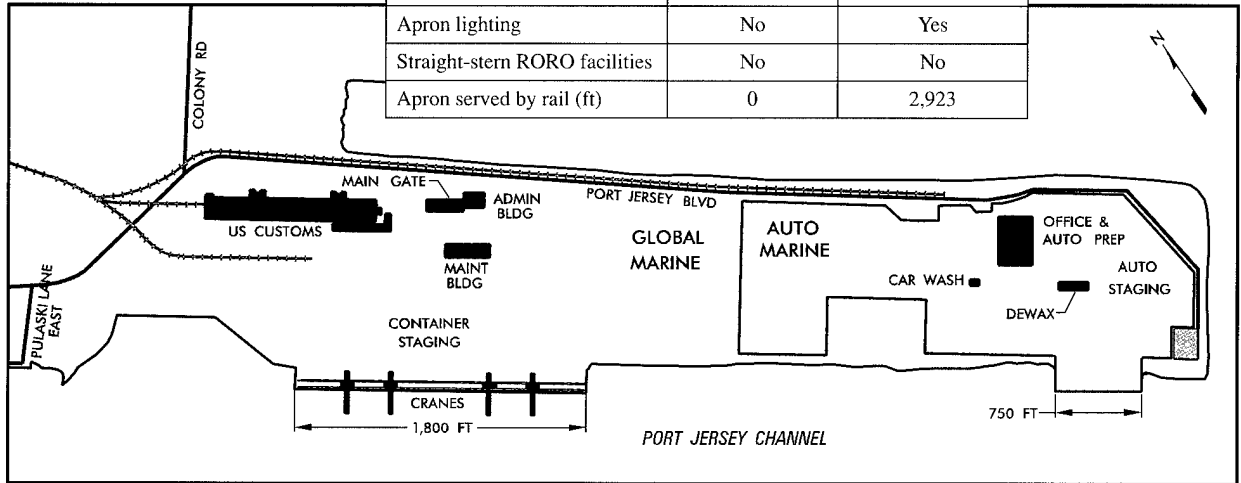 Apron lighting No Yes
Straight-stern RORO facilities No No
Apron served by rail (ft) 0 2,923
N
COLONY RD
MAIN GATE
ADMIN
BLDG
PORT JERSEY BLVD
US CUSTOMS
MAINT
BLDG
GLOBAL
MARINE
AUTO
MARINE
OFFICE &
AUTO PREP
CAR WASH
AUTO
STAGING
DEWAX
PULASKI LANE
EAST
CONTAINER
STAGING
CRANES
1,800 FT
750 FT
PORT JERSEY CHANNEL